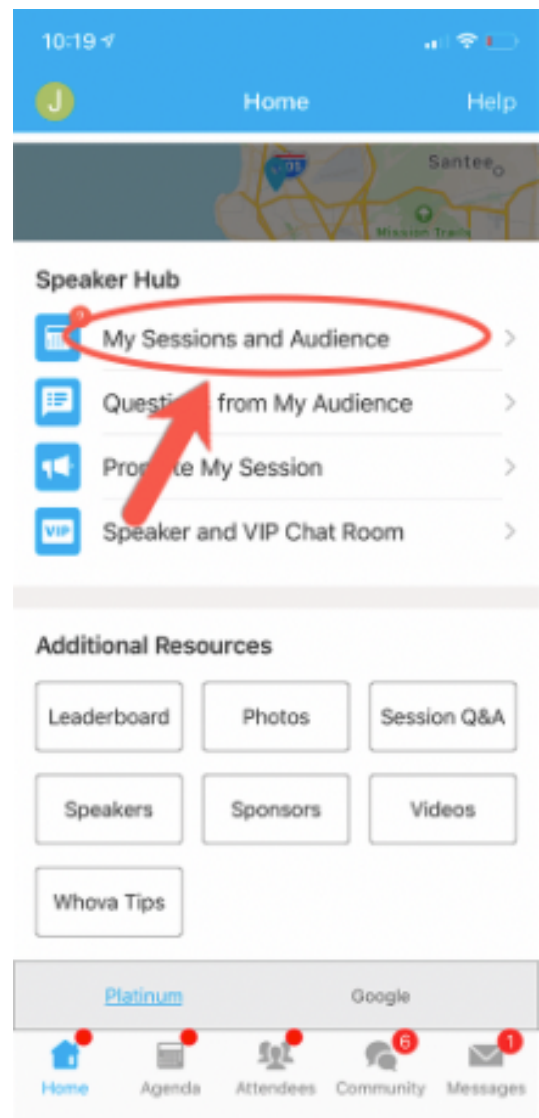 10:19
J
Home
Help
Santee
Mission Trails
Speaker Hub
My Sessions and Audience
from My Audience
My Session
VIP
Speaker and VIP Chat Room
Additional Resources
Leaderboard
Photos
Session Q&A
Speakers
Sponsors
Videos
Whova Tips
Platinum
Google
6
1
Home
Agenda
Attendees
Community
Messages